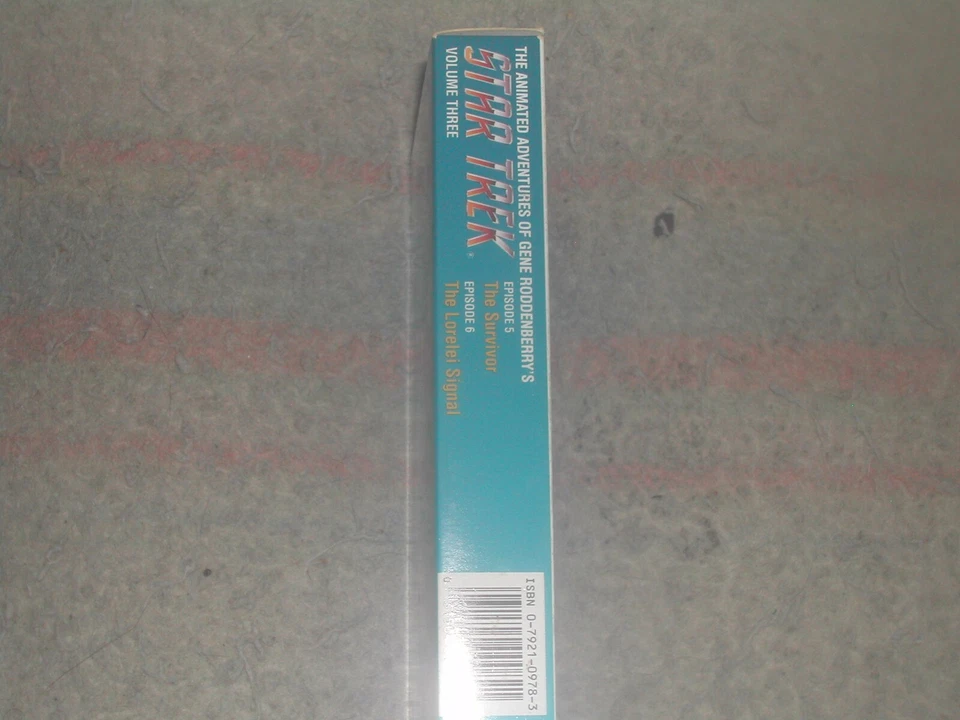 THE ANIMATED ADVENTURES OF GENE RODDENBERRY'S
STAR TREK®
VOLUME THREE
EPISODE 5
The Survivor
EPISODE 6
The Lorelei Signal
ISBN 0-7921-0978-3